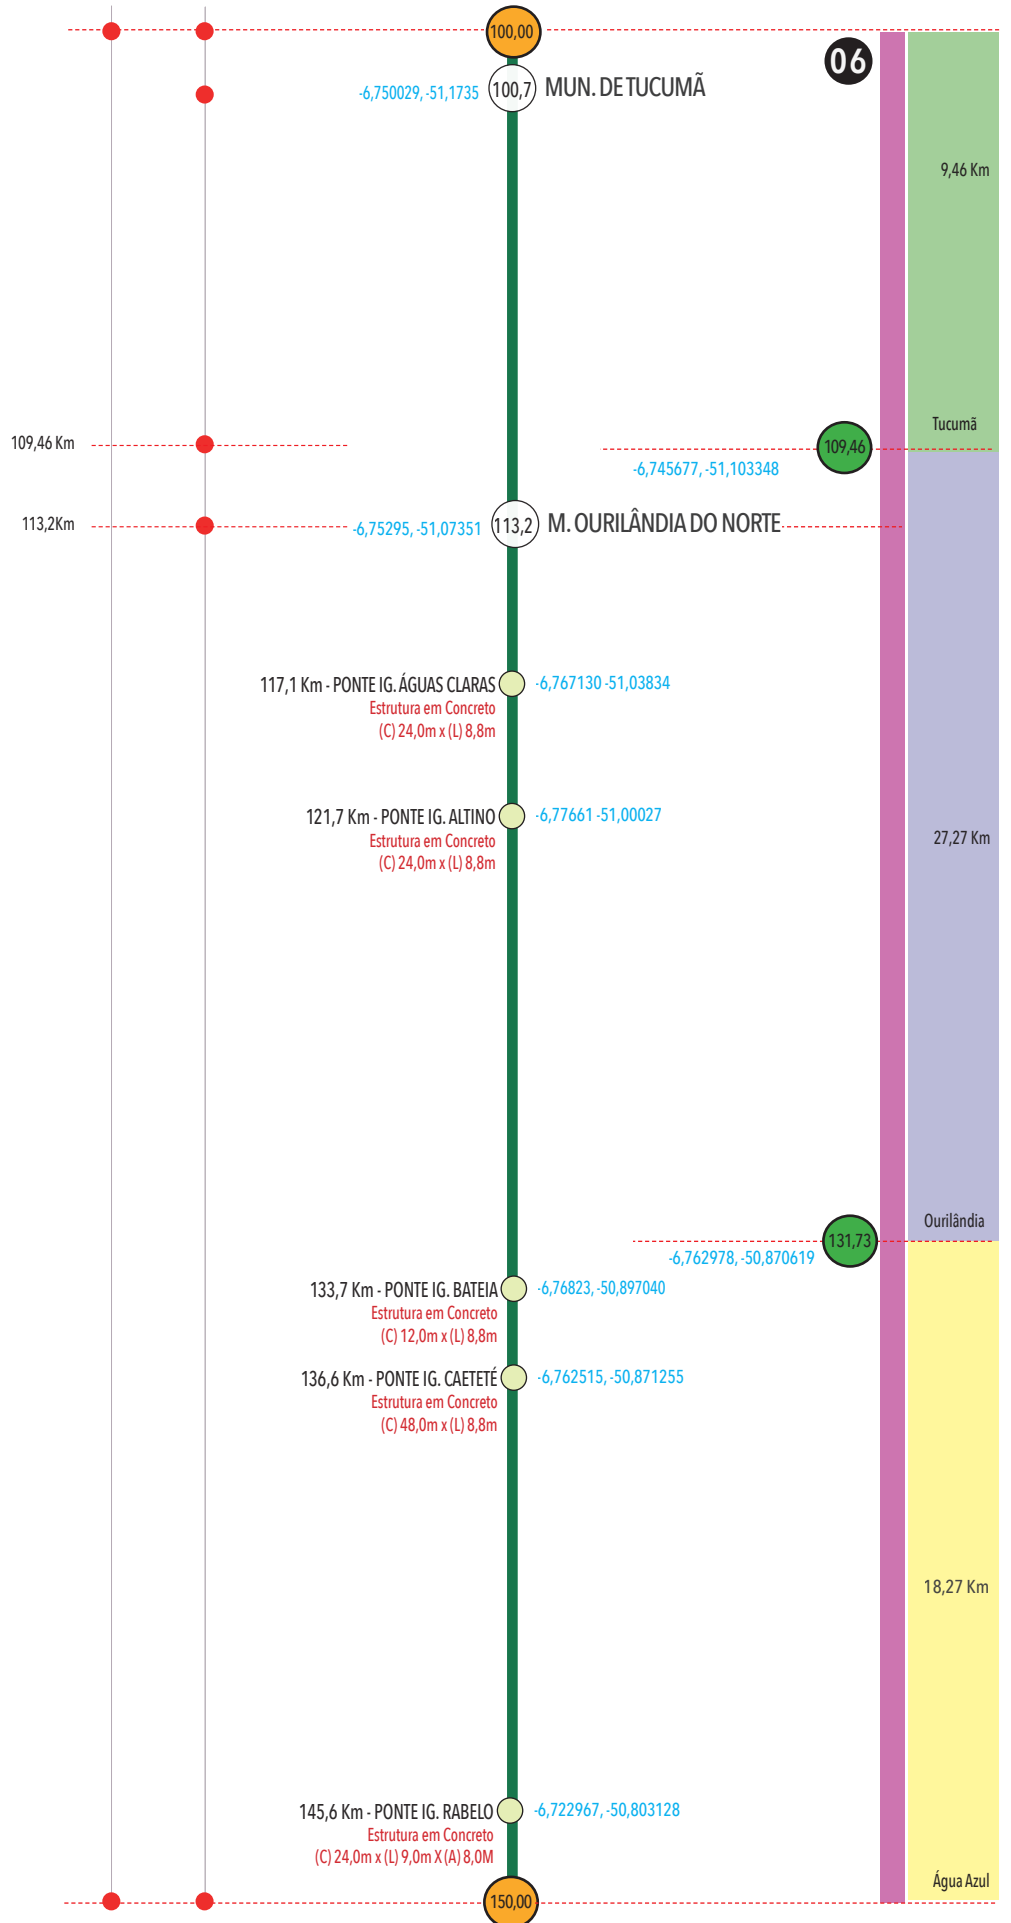 100,00
06
-6,750029, -51,1735
100,7
MUN. DE TUCUMÃ
9,46 Km
Tucumã
109,46 Km
109,46
-6,745677, -51,103348
113,2Km
-6,75295, -51,07351
113,2
M. OURILÂNDIA DO NORTE
117,1 Km - PONTE IG. ÁGUAS CLARAS
-6,767130 -51,03834
Estrutura em Concreto
(C) 24,0m x (L) 8,8m
121,7 Km - PONTE IG. ALTINO
-6,77661 -51,00027
Estrutura em Concreto
(C) 24,0m x (L) 8,8m
27,27 Km
Ourilândia
131,73
-6,762978, -50,870619
133,7 Km - PONTE IG. BATEIA
-6,76823, -50,897040
Estrutura em Concreto
(C) 12,0m x (L) 8,8m
136,6 Km - PONTE IG. CAETETÉ
-6,762515, -50,871255
Estrutura em Concreto
(C) 48,0m x (L) 8,8m
18,27 Km
145,6 Km - PONTE IG. RABELO
-6,722967, -50,803128
Estrutura em Concreto
(C) 24,0m x (L) 9,0m X (A) 8,0M
Água Azul
150,00